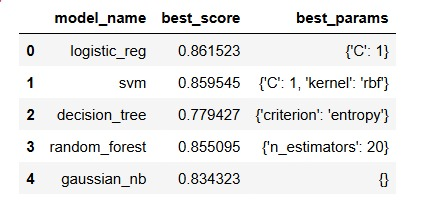 model_name best_score best_params
0 logistic_reg 0.861523 {'C': 1}
1 svm 0.859545 {'C': 1, 'kernel': 'rbf'}
2 decision_tree 0.779427 {'criterion': 'entropy'}
3 random_forest 0.855095 {'n_estimators': 20}
4 gaussian_nb 0.834323 {}